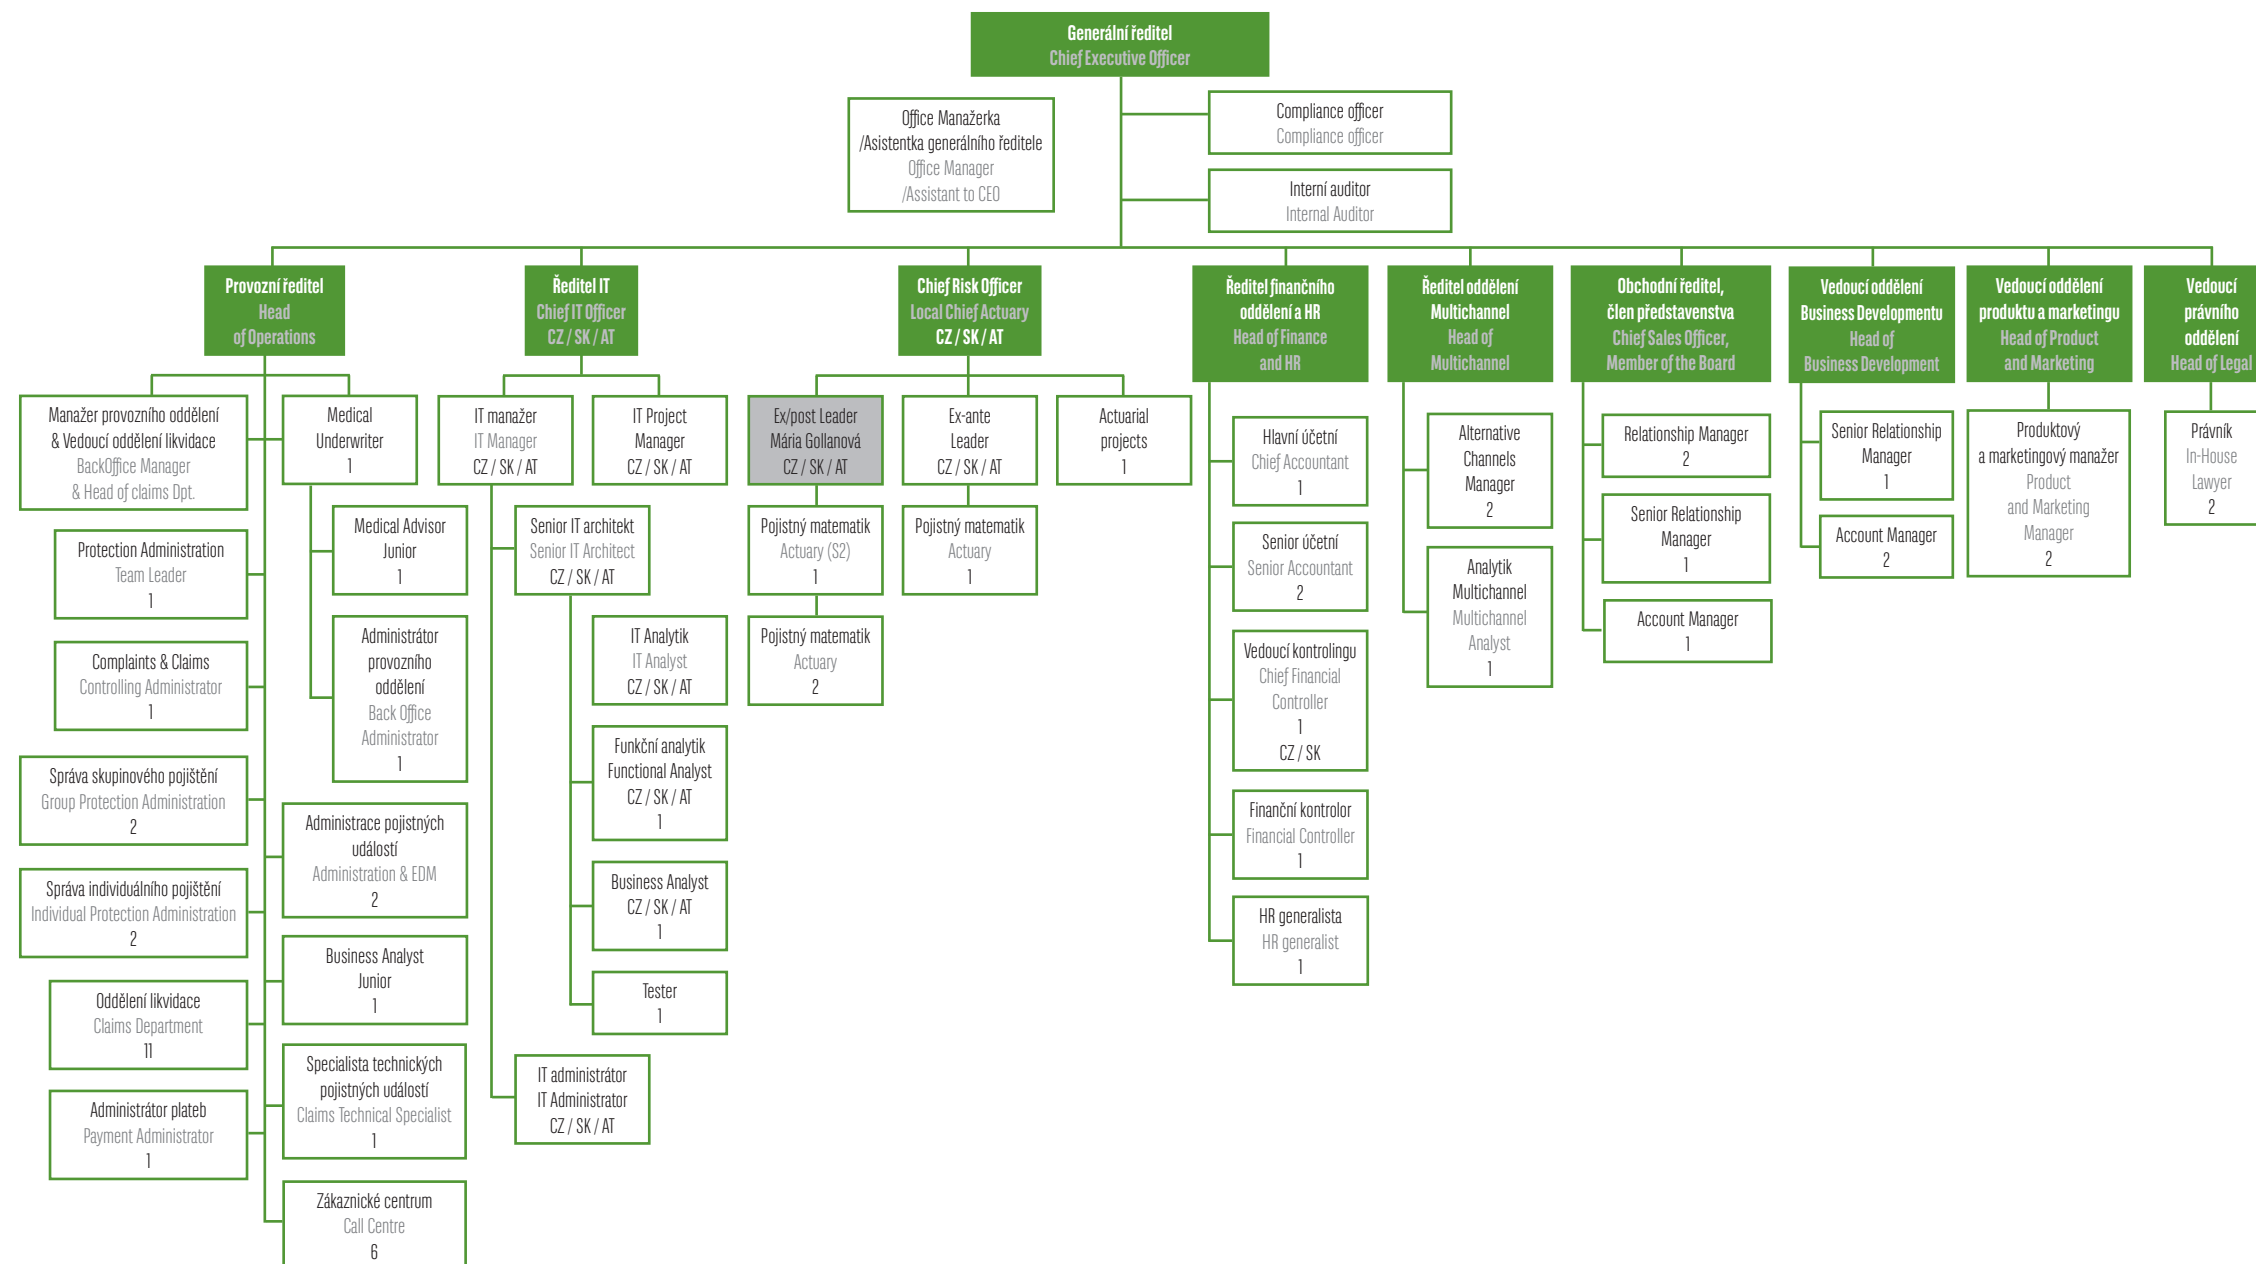 Generální ředitel
Chief Executive Officer
Office Manažerka
/Asistentka generálního ředitele
Office Manager
/Assistant to CEO
Compliance officer
Compliance officer
Interní auditor
Internal Auditor
Provozní ředitel
Head
of Operations
Manažer provozního oddělení
& Vedoucí oddělení likvidace
BackOffice Manager
& Head of claims Dpt.
Medical
Underwriter
1
Medical Advisor
Junior
1
Administrátor
provozního
oddělení
Back Office
Administrator
1
Protection Administration
Team Leader
1
Complaints & Claims
Controlling Administrator
1
Správa skupinového pojištění
Group Protection Administration
2
Správa individuálního pojištění
Individual Protection Administration
2
Oddělení likvidace
Claims Department
11
Administrátor plateb
Payment Administrator
1
Administrace pojistných
událostí
Administration & EDM
2
Business Analyst
Junior
1
Specialista technických
pojistných událostí
Claims Technical Specialist
1
Zákaznické centrum
Call Centre
6
Ředitel IT
Chief IT Officer
CZ / SK / AT
IT manažer
IT Manager
CZ / SK / AT
IT Project
Manager
CZ / SK / AT
Senior IT architekt
Senior IT Architect
CZ / SK / AT
IT Analytik
IT Analyst
CZ / SK / AT
Funkční analytik
Functional Analyst
CZ / SK / AT
1
Business Analyst
CZ / SK / AT
1
Tester
1
IT administrátor
IT Administrator
CZ / SK / AT
Chief Risk Officer
Local Chief Actuary
CZ / SK / AT
Ex/post Leader
Mária Gollanová
CZ / SK / AT
Pojistný matematik
Actuary (S2)
1
Pojistný matematik
Actuary
2
Ex-ante
Leader
CZ / SK / AT
Pojistný matematik
Actuary
1
Actuarial
projects
1
Ředitel finančního
oddělení a HR
Head of Finance
and HR
Hlavní účetní
Chief Accountant
1
Senior účetní
Senior Accountant
2
Vedoucí kontrolingu
Chief Financial
Controller
1
CZ / SK
Finanční kontrolor
Financial Controller
1
HR generalista
HR generalist
1
Ředitel oddělení
Multichannel
Head of
Multichannel
Alternative
Channels
Manager
2
Analytik
Multichannel
Multichannel
Analyst
1
Obchodní ředitel,
člen představenstva
Chief Sales Officer,
Member of the Board
Relationship Manager
2
Senior Relationship
Manager
1
Account Manager
1
Vedoucí oddělení
Business Developmentu
Head of
Business Development
Senior Relationship
Manager
1
Account Manager
2
Vedoucí oddělení
produktu a marketingu
Head of Product
and Marketing
Produktový
a marketingový manažer
Product
and Marketing
Manager
2
Vedoucí
právního
oddělení
Head of Legal
Právník
In-House
Lawyer
2